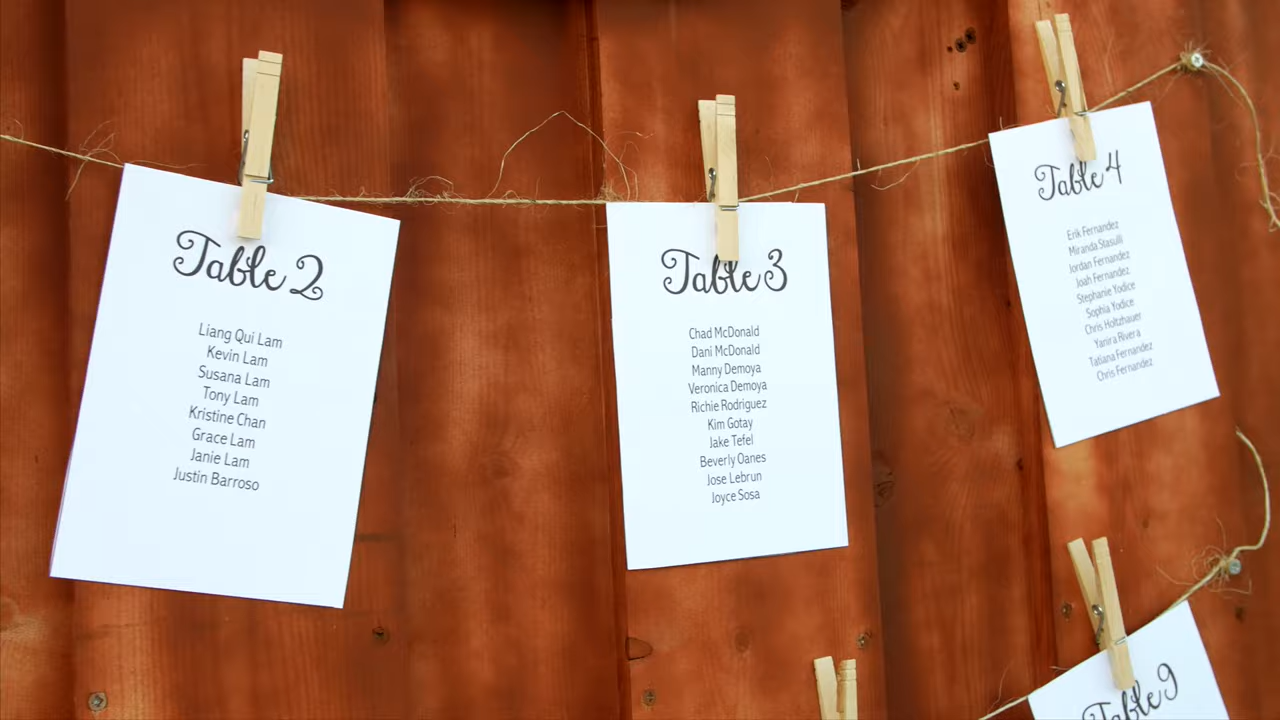 Table 2
Liang Qui Lam
Kevin Lam
Susana Lam
Tony Lam
Kristine Chan
Grace Lam
Janie Lam
Justin Barroso
Table 3
Chad McDonald
Dani McDonald
Manny Demoya
Veronica Demoya
Richie Rodriguez
Kim Gotay
Jake Tefel
Beverly Oanes
Jose Lebrun
Joyce Sosa
Table 4
Erik Fernandez
Miranda Stasulli
Jordan Fernandez
Joah Fernandez
Stephanie Yodice
Sophia Yodice
Chris Holtzhauer
Yanira Rivera
Tatiana Fernandez
Chris Fernandez
Table 9